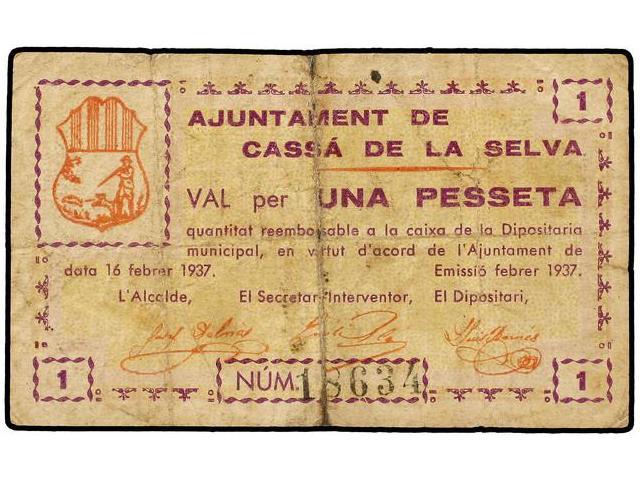 1
AJUNTAMENT DE
CASSÁ DE LA SELVA
VAL per UNA PESSETA
quantitat reemborsable a la caixa de la Dipositaria
municipal, en virtut d'acord de l'Ajuntament de
data 16 febrer 1937. Emissió febrer 1937.
L'Alcalde, El Secretari-Interventor, El Dipositari,
1 NÚM. 18634 1